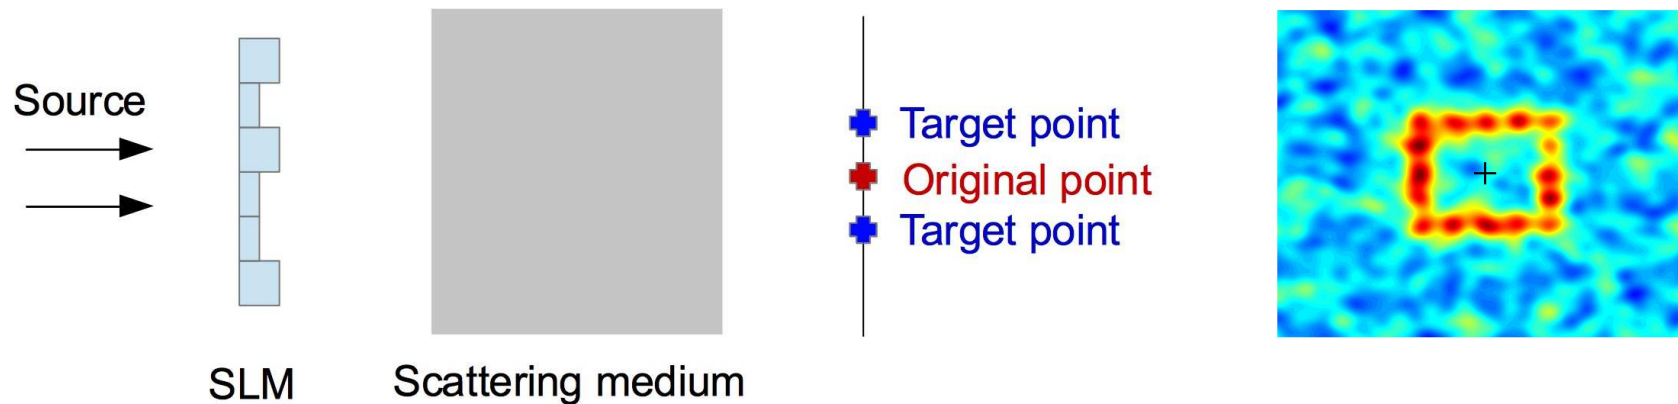 Source
SLM
Scattering medium
Target point
Original point
Target point